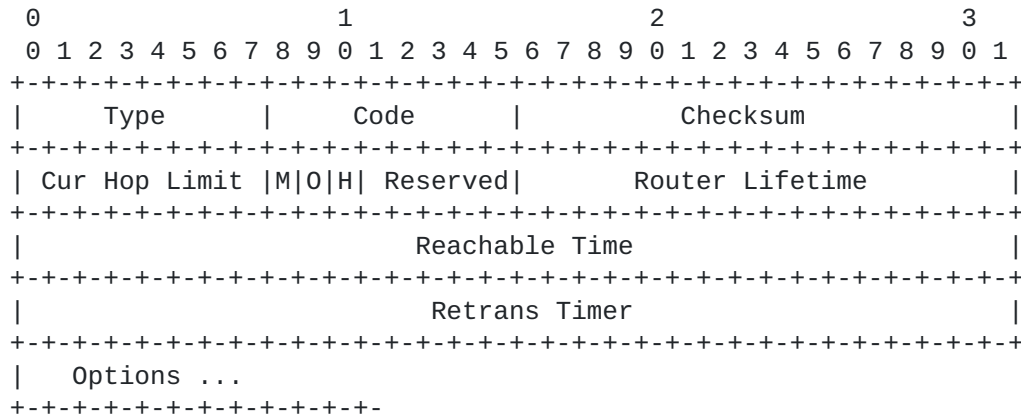 0                   1                   2                   3
 0 1 2 3 4 5 6 7 8 9 0 1 2 3 4 5 6 7 8 9 0 1 2 3 4 5 6 7 8 9 0 1
+-+-+-+-+-+-+-+-+-+-+-+-+-+-+-+-+-+-+-+-+-+-+-+-+-+-+-+-+-+-+-+-+
|     Type      |     Code      |          Checksum             |
+-+-+-+-+-+-+-+-+-+-+-+-+-+-+-+-+-+-+-+-+-+-+-+-+-+-+-+-+-+-+-+-+
| Cur Hop Limit |M|O|H| Reserved|       Router Lifetime         |
+-+-+-+-+-+-+-+-+-+-+-+-+-+-+-+-+-+-+-+-+-+-+-+-+-+-+-+-+-+-+-+-+
|                         Reachable Time                        |
+-+-+-+-+-+-+-+-+-+-+-+-+-+-+-+-+-+-+-+-+-+-+-+-+-+-+-+-+-+-+-+-+
|                          Retrans Timer                        |
+-+-+-+-+-+-+-+-+-+-+-+-+-+-+-+-+-+-+-+-+-+-+-+-+-+-+-+-+-+-+-+-+
|   Options ...
+-+-+-+-+-+-+-+-+-+-+-+-